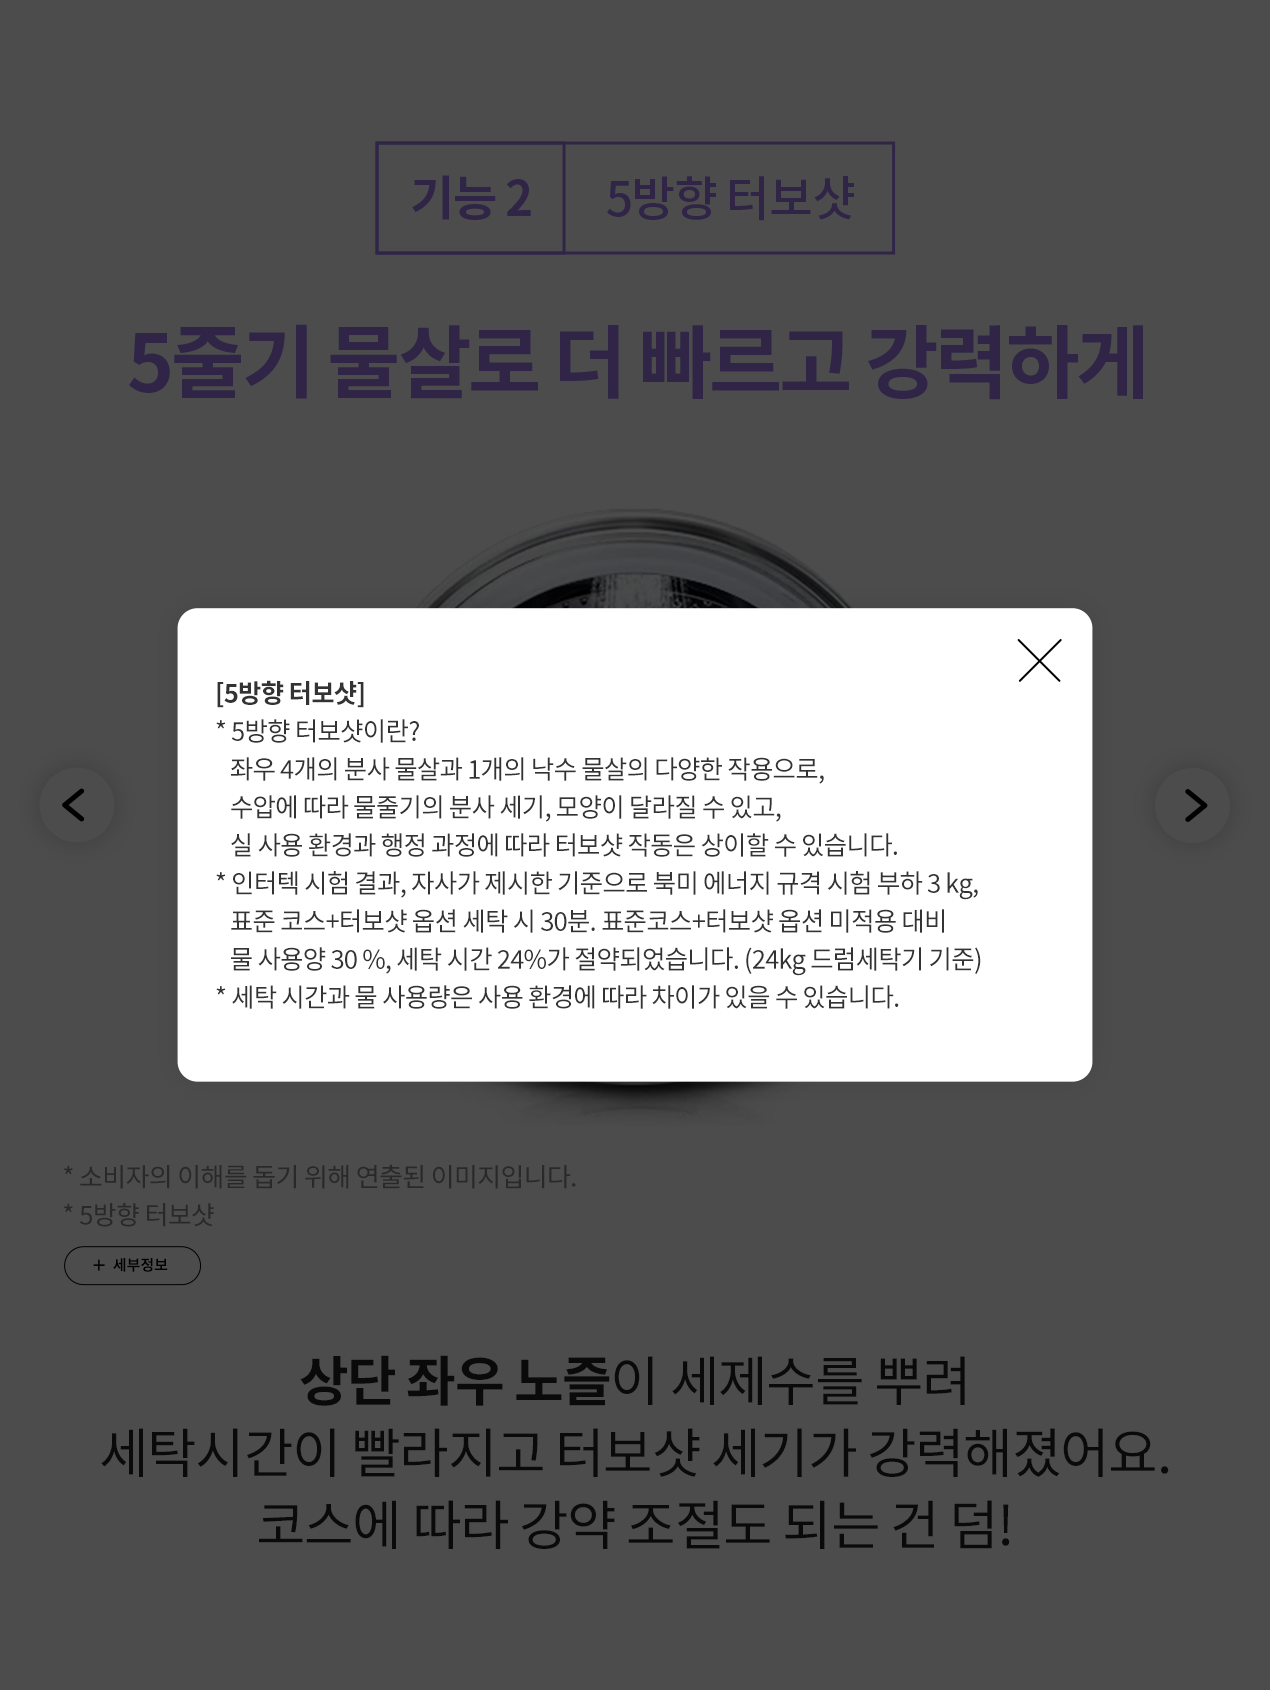 기능 2 5방향 터보샷
5줄기 물살로 더 빠르고 강력하게
[5방향 터보샷]
* 5방향 터보샷이란?
좌우 4개의 분사 물살과 1개의 낙수 물살의 다양한 작용으로,
수압에 따라 물줄기의 분사 세기, 모양이 달라질 수 있고,
실 사용 환경과 행정 과정에 따라 터보샷 작동은 상이할 수 있습니다.
* 인터텍 시험 결과, 자사가 제시한 기준으로 북미 에너지 규격 시험 부하 3 kg,
표준 코스+터보샷 옵션 세탁 시 30분. 표준코스+터보샷 옵션 미적용 대비
물 사용양 30 %, 세탁 시간 24%가 절약되었습니다. (24kg 드럼세탁기 기준)
* 세탁 시간과 물 사용량은 사용 환경에 따라 차이가 있을 수 있습니다.
* 소비자의 이해를 돕기 위해 연출된 이미지입니다.
* 5방향 터보샷
+ 세부정보
상단 좌우 노즐이 세제수를 뿌려
세탁시간이 빨라지고 터보샷 세기가 강력해졌어요.
코스에 따라 강약 조절도 되는 건 덤!